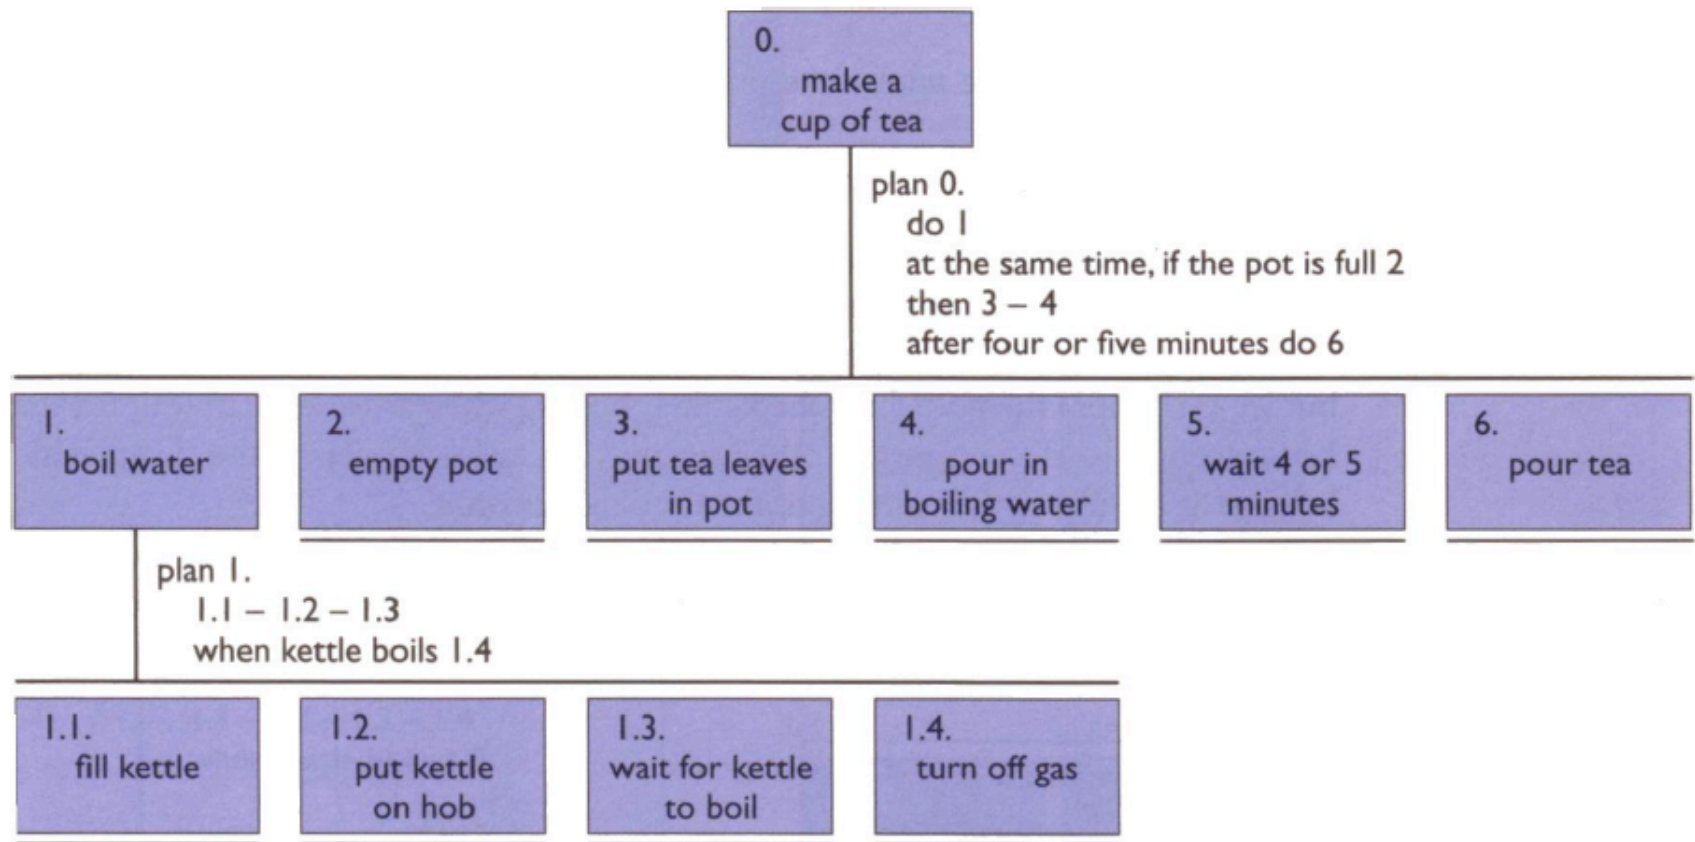 0.
make a
cup of tea
plan 0.
do 1
at the same time, if the pot is full 2
then 3 – 4
after four or five minutes do 6
1.
boil water
2.
empty pot
3.
put tea leaves
in pot
4.
pour in
boiling water
5.
wait 4 or 5
minutes
6.
pour tea
plan 1.
1.1 – 1.2 – 1.3
when kettle boils 1.4
1.1.
fill kettle
1.2.
put kettle
on hob
1.3.
wait for kettle
to boil
1.4.
turn off gas